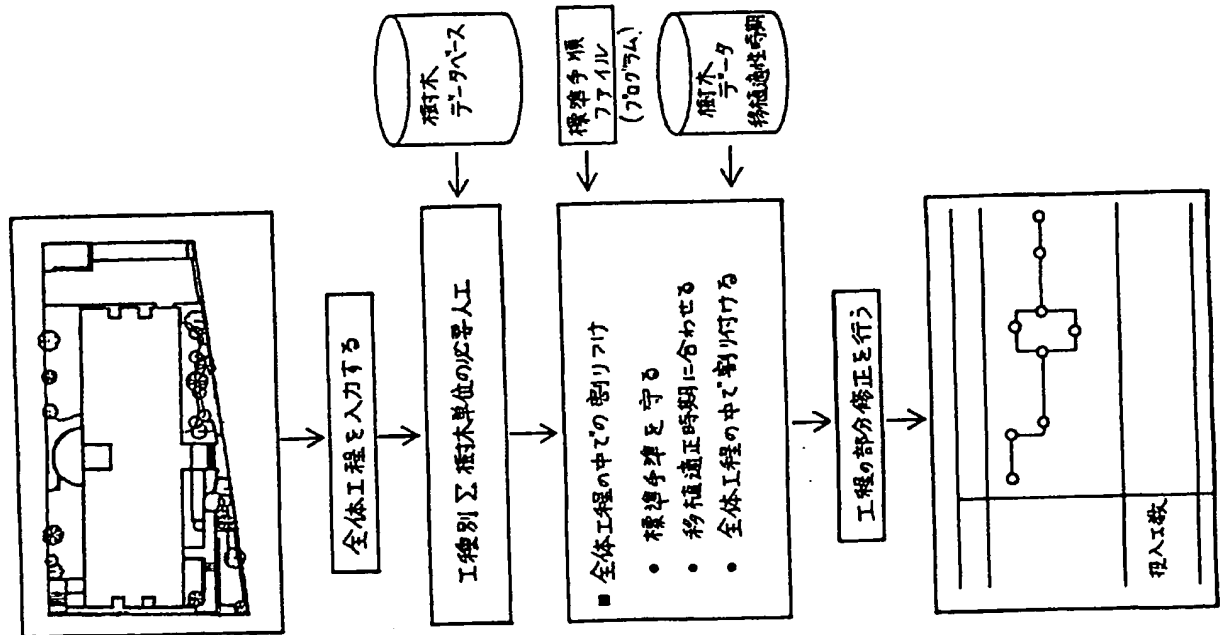 樹木
データベース
標準手順
ファイル
(プログラム)
樹木
データ
移植適性時期
全体工程を入力する
工種別Σ樹木単位の必要人工
■ 全体工程の中での割りつけ
• 標準手準を守る
• 移植適正時期に合わせる
• 全体工程の中で割り付ける
工程の部分修正を行う
投入工数